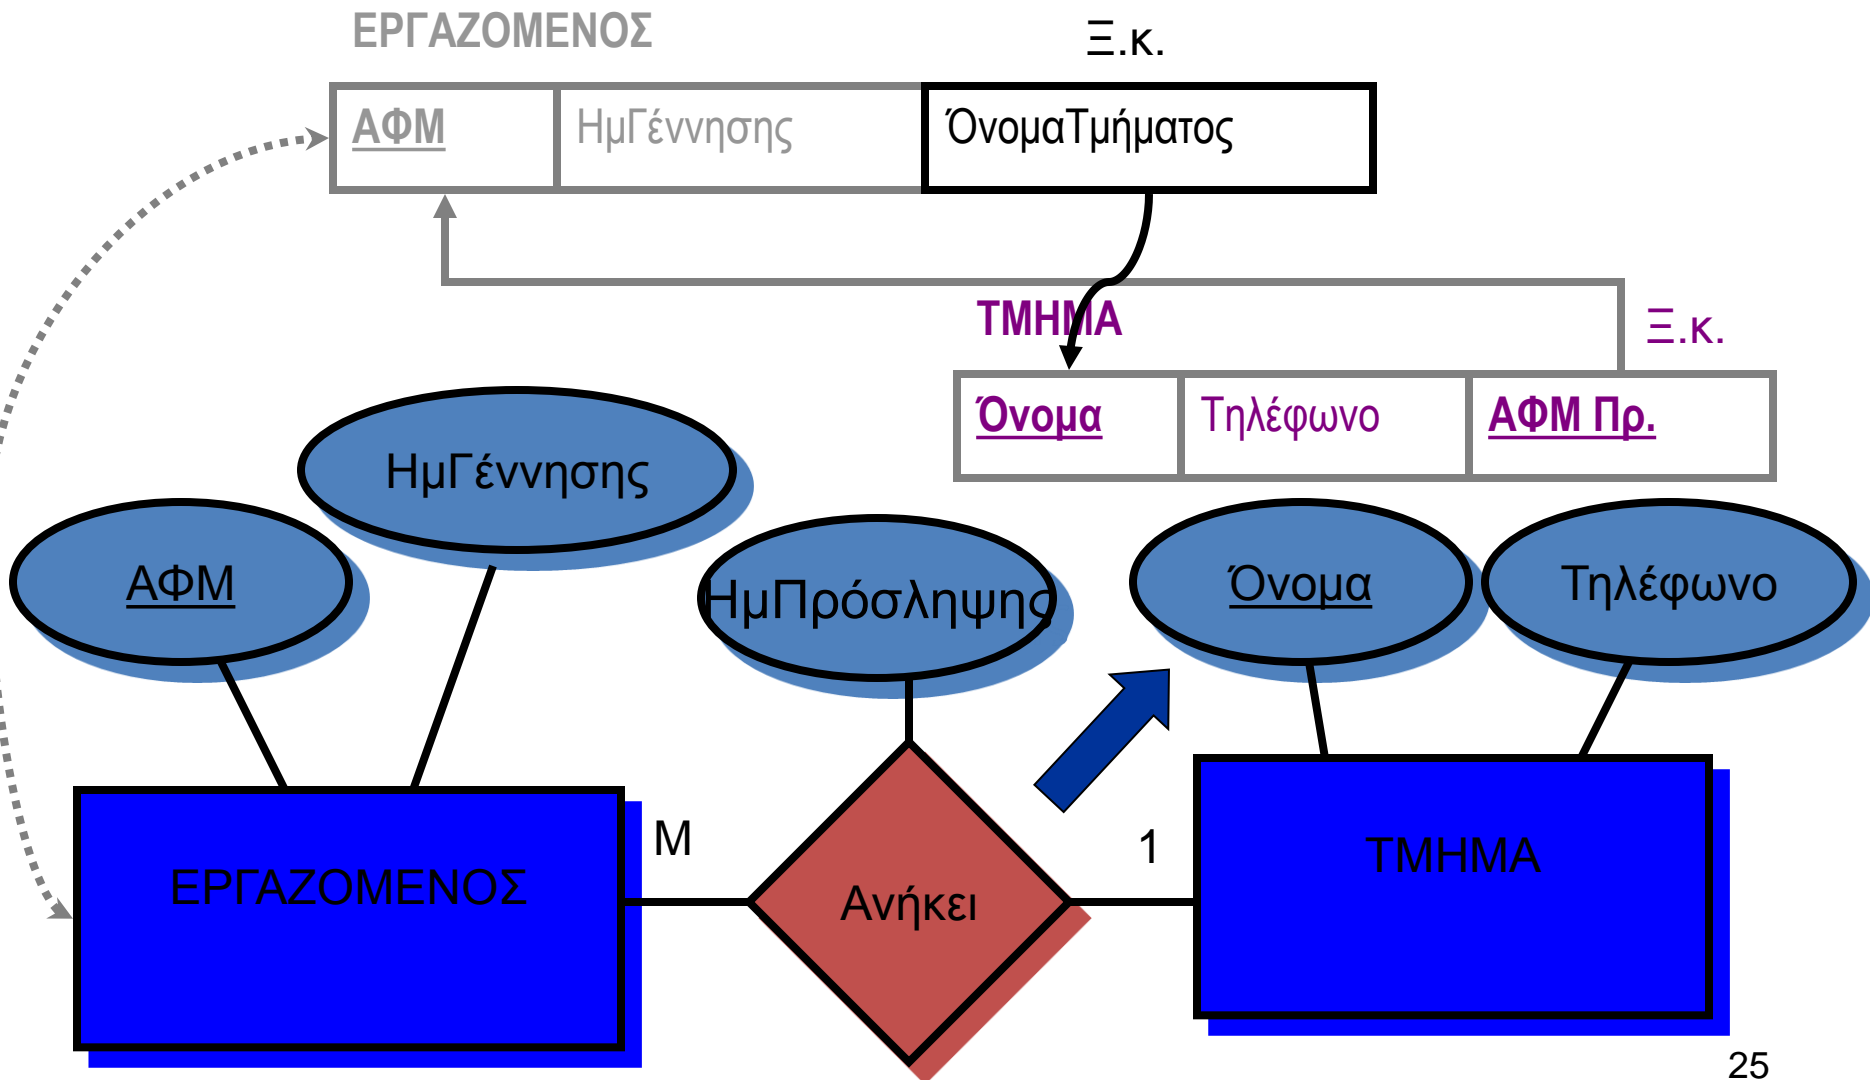 ΕΡΓΑΖΟΜΕΝΟΣ
Ξ.κ.
ΑΦΜ
ΗμΓέννησης
ΌνομαΤμήματος
ΤΜΗΜΑ
Ξ.κ.
Όνομα
Τηλέφωνο
ΑΦΜ Πρ.
ΗμΓέννησης
ΑΦΜ
ΗμΠρόσληψης
Όνομα
Τηλέφωνο
ΕΡΓΑΖΟΜΕΝΟΣ
Μ
Ανήκει
1
ΤΜΗΜΑ
25